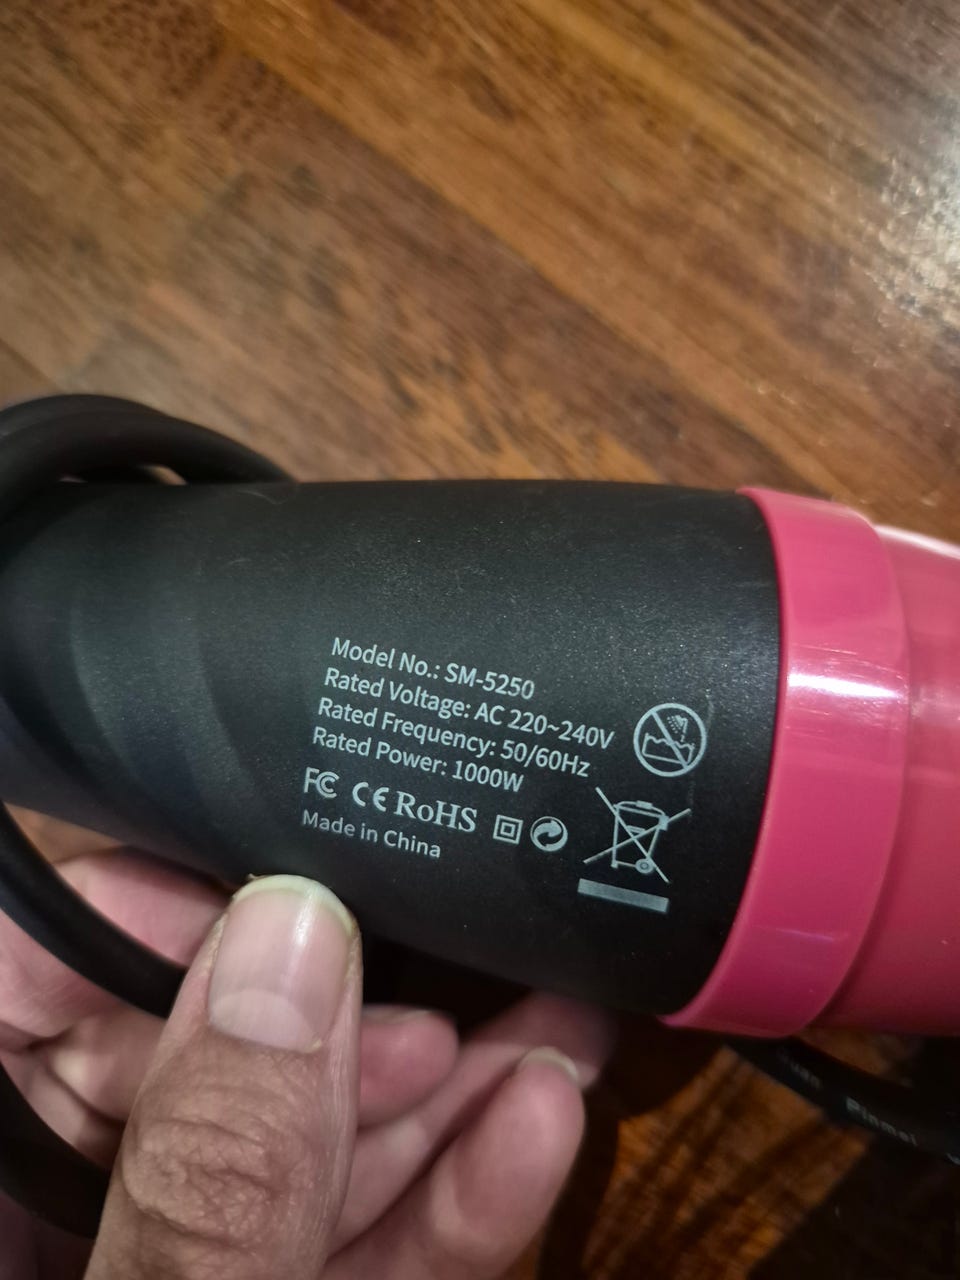 Model No.: SM-5250
Rated Voltage: AC 220~240V
Rated Frequency: 50/60Hz
Rated Power: 1000W
FC CE RoHS
Made in China
Pinmei